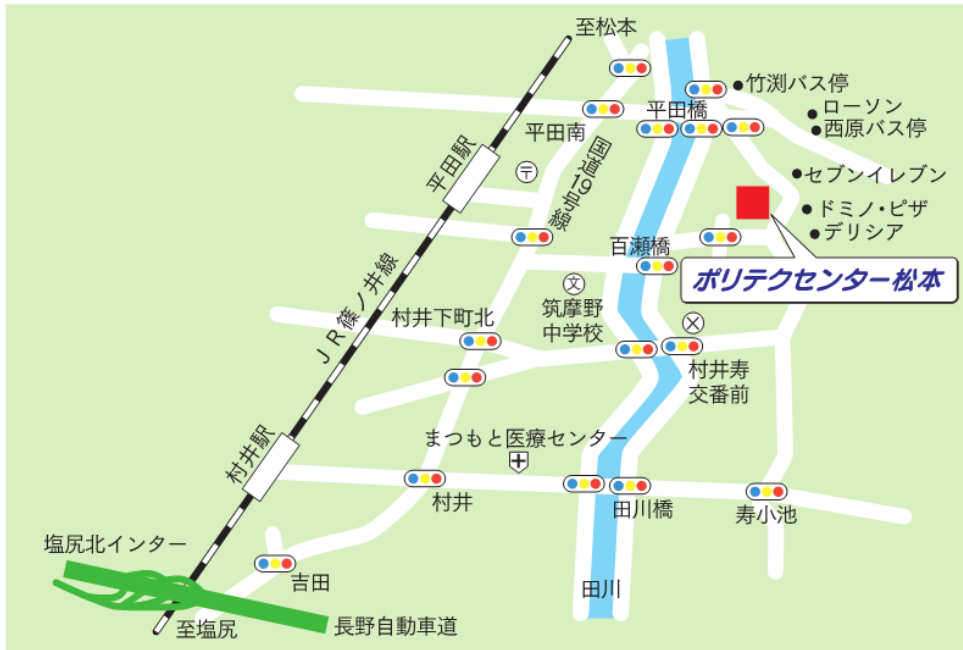 至松本
竹渕バス停
平田橋
ローソン
西原バス停
平田南
平田駅
〒
国道19号線
セブンイレブン
ドミノ・ピザ
デリシア
百瀬橋
ポリテクセンター松本
文
筑摩野
中学校
JR篠ノ井線
村井下町北
村井寿
交番前
まつもと医療センター
村井駅
村井
田川橋
寿小池
塩尻北インター
吉田
田川
至塩尻
長野自動車道